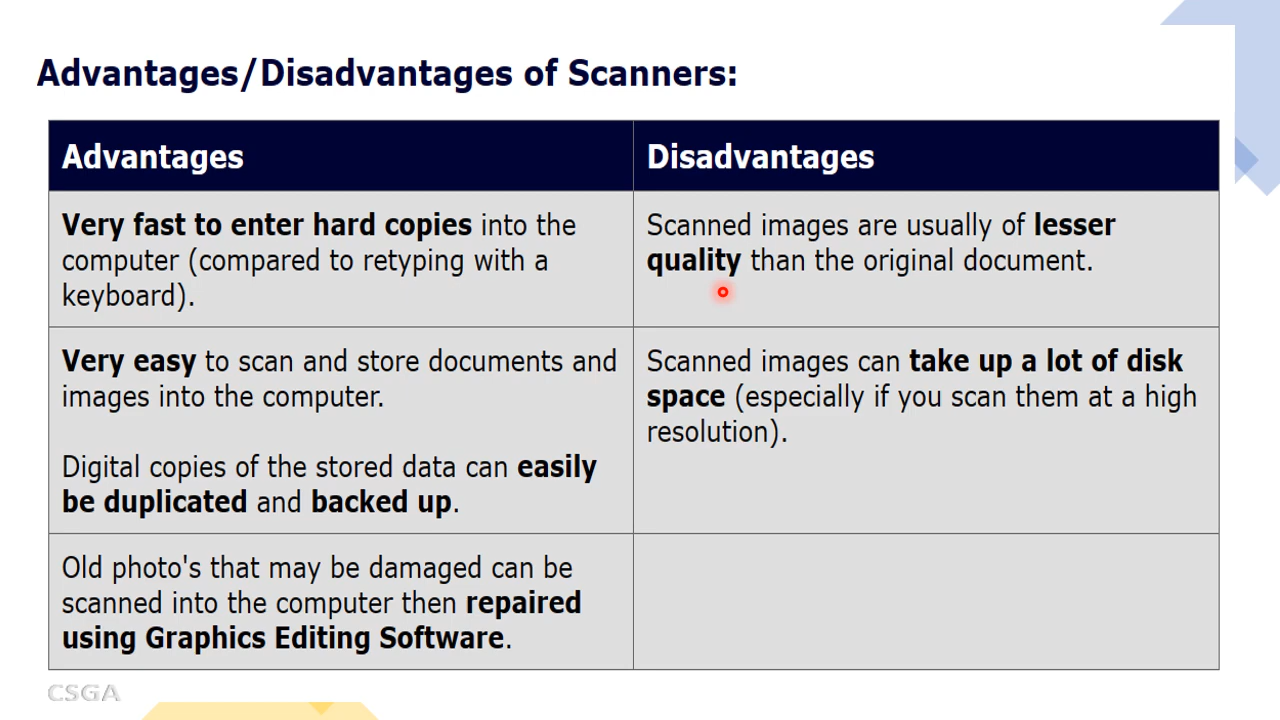 Advantages/Disadvantages of Scanners:
Advantages
Disadvantages
Very fast to enter hard copies into the
computer (compared to retyping with a
keyboard).
Scanned images are usually of lesser
quality than the original document.
Very easy to scan and store documents and
images into the computer.
Digital copies of the stored data can easily
be duplicated and backed up.
Scanned images can take up a lot of disk
space (especially if you scan them at a high
resolution).
Old photo's that may be damaged can be
scanned into the computer then repaired
using Graphics Editing Software.
CSGA